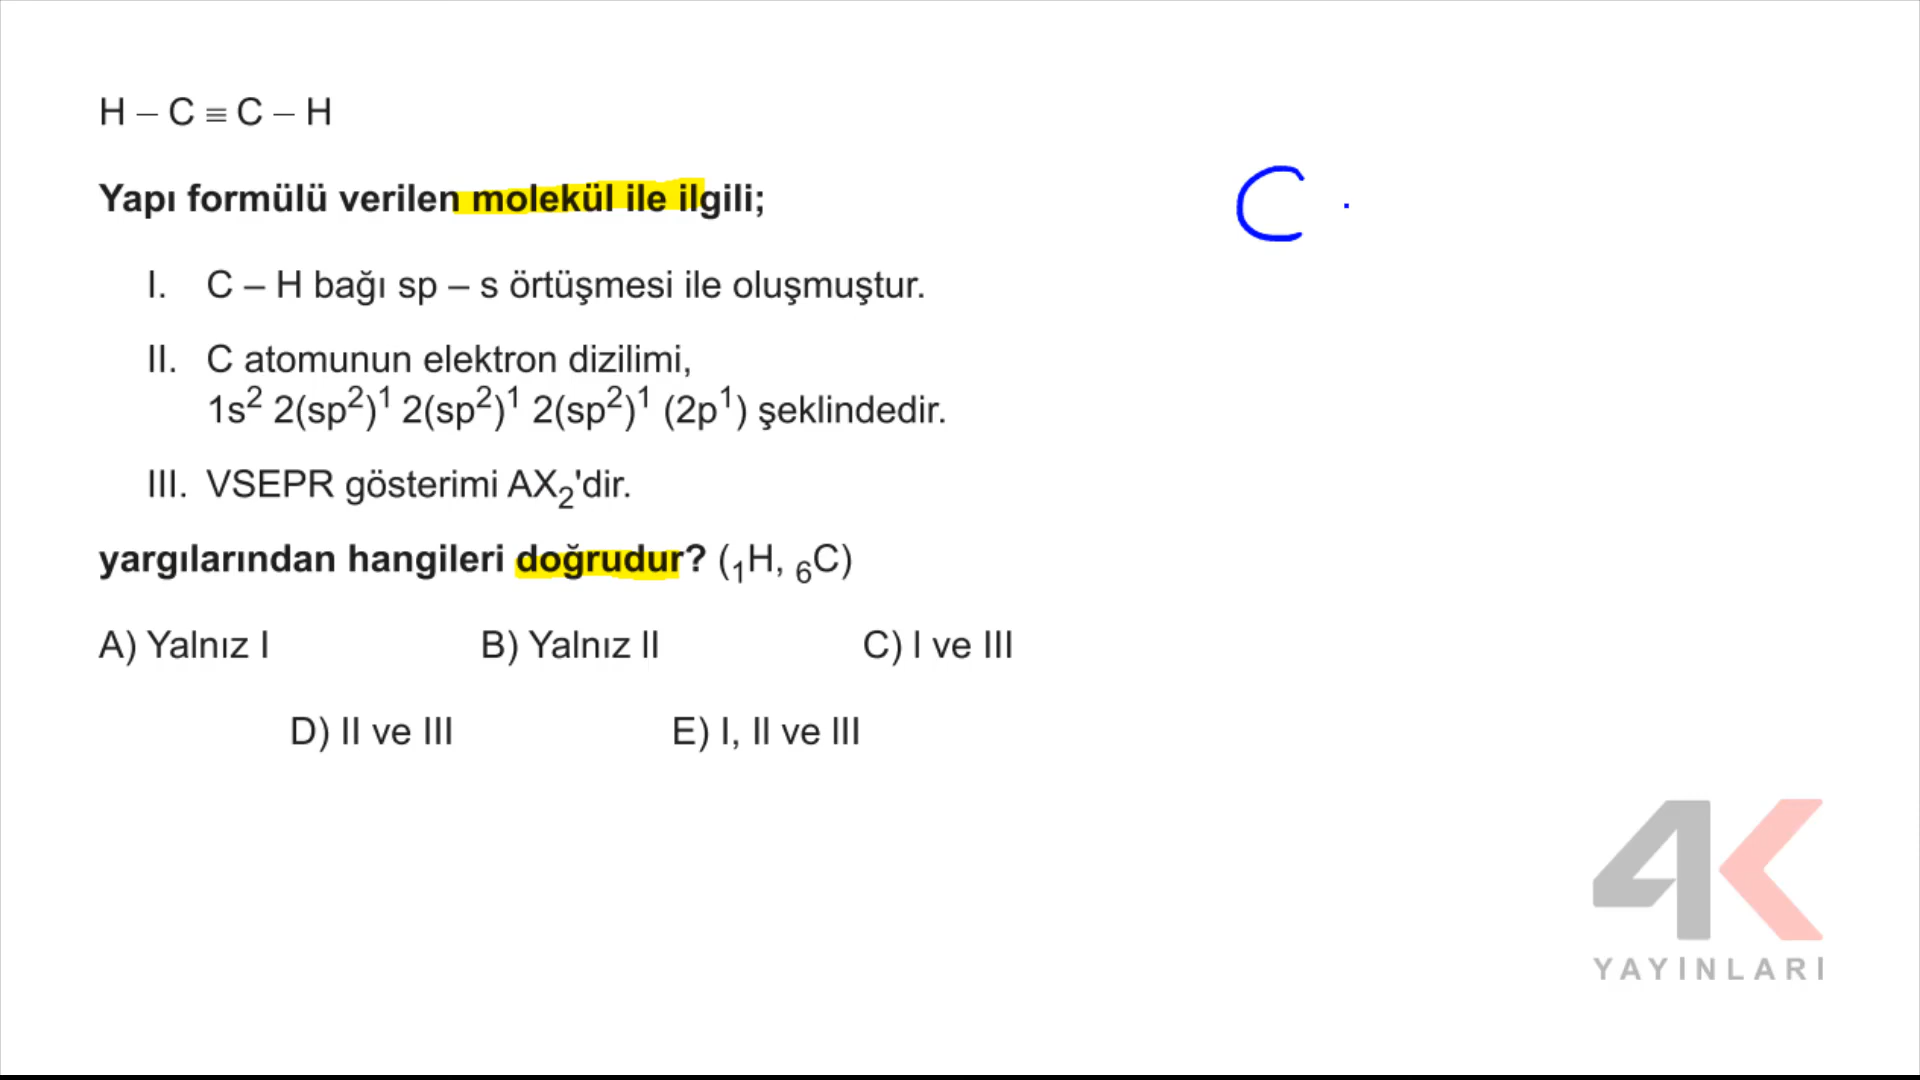 H – C ≡ C – H
Yapı formülü verilen molekül ile ilgili;
I. C – H bağı sp – s örtüşmesi ile oluşmuştur.
II. C atomunun elektron dizilimi,
1s² 2(sp²)¹ 2(sp²)¹ 2(sp²)¹ (2p¹) şeklindedir.
III. VSEPR gösterimi AX₂'dir.
yargılarından hangileri doğrudur? (₁H, ₆C)
A) Yalnız I B) Yalnız II C) I ve III
D) II ve III E) I, II ve III
C
4K
YAYINLARI